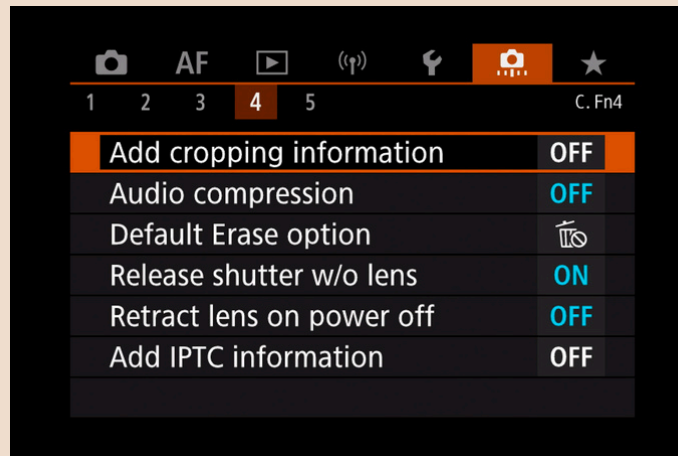 AF
1 2 3 4 5 C.Fn4
Add cropping information OFF
Audio compression OFF
Default Erase option
Release shutter w/o lens ON
Retract lens on power off OFF
Add IPTC information OFF